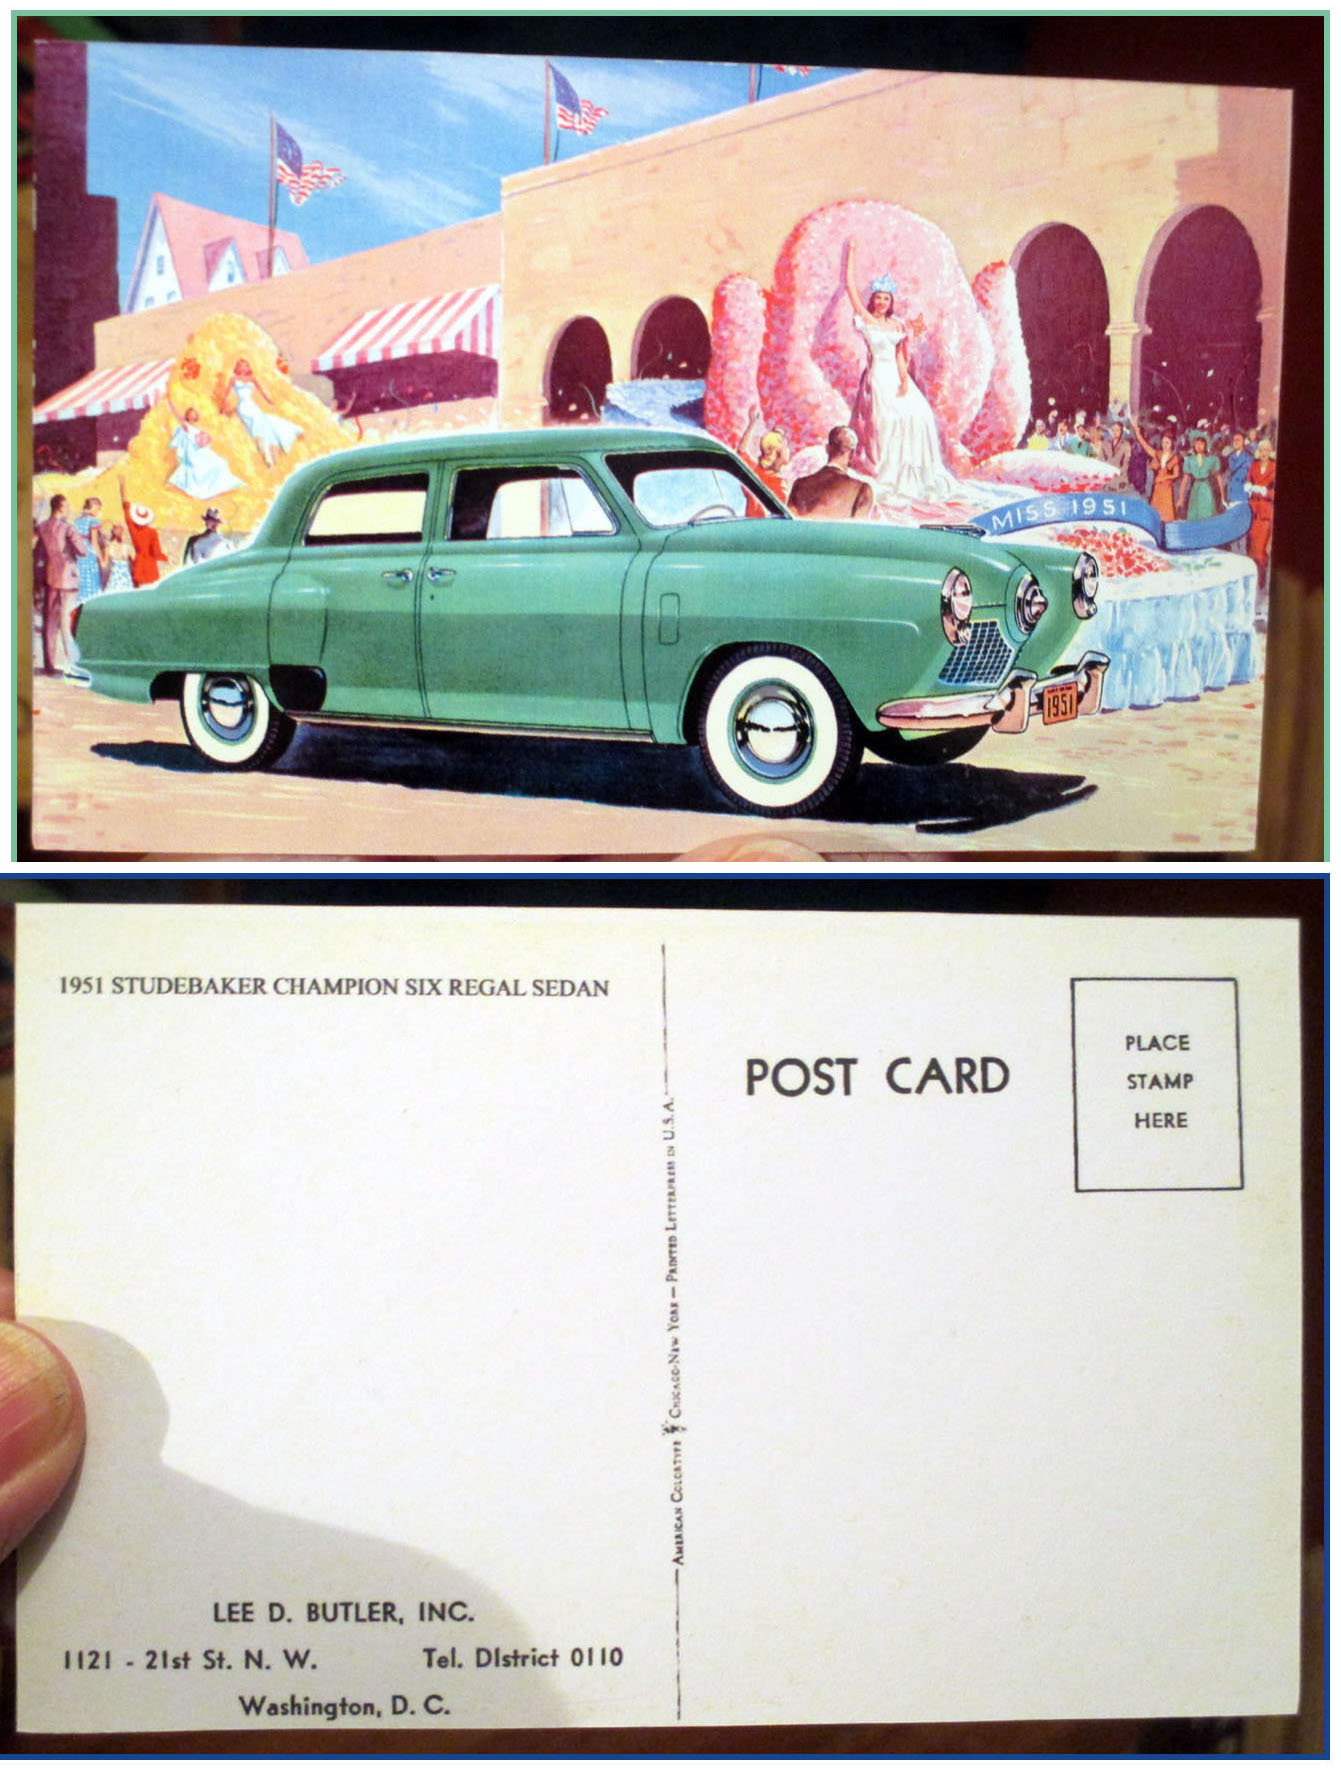 MISS 1951
1951
1951 STUDEBAKER CHAMPION SIX REGAL SEDAN
POST CARD
PLACE
STAMP
HERE
AMERICAN COLORTYPE CHICAGO-NEW YORK — PRINTED LETTERPRESS IN U.S.A.
LEE D. BUTLER, INC.
1121 - 21st St. N. W. Tel. DIstrict 0110
Washington, D. C.